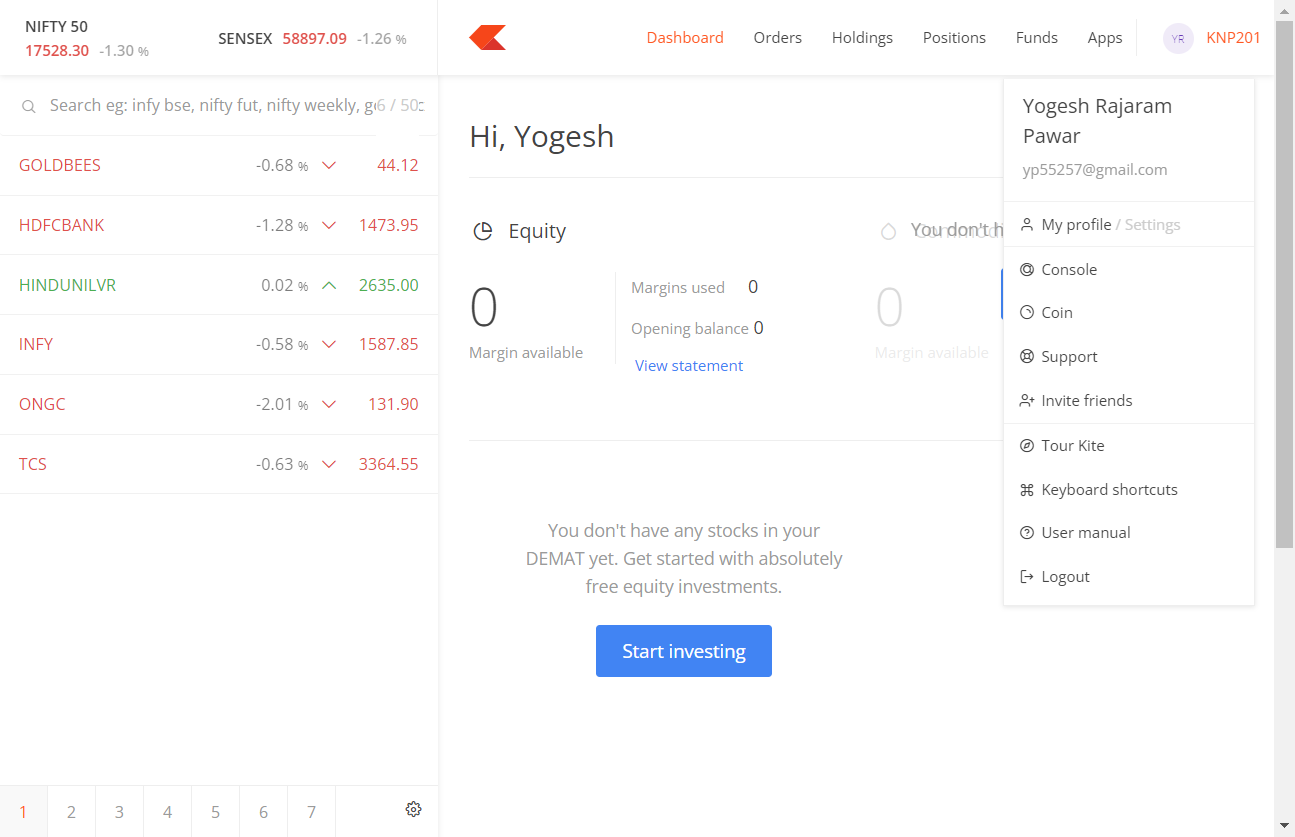 NIFTY 50
17528.30 -1.30 %
SENSEX 58897.09 -1.26 %
Dashboard Orders Holdings Positions Funds Apps YR KNP201
Search eg: infy bse, nifty fut, nifty weekly, 6 / 50
GOLDBEES -0.68 % 44.12
HDFCBANK -1.28 % 1473.95
HINDUNILVR 0.02 % 2635.00
INFY -0.58 % 1587.85
ONGC -2.01 % 131.90
TCS -0.63 % 3364.55
1 2 3 4 5 6 7
Hi, Yogesh
Equity
0
Margin available
Margins used 0
Opening balance 0
View statement
You don't h
0
Margin available
You don't have any stocks in your
DEMAT yet. Get started with absolutely
free equity investments.
Start investing
Yogesh Rajaram
Pawar
yp55257@gmail.com
My profile / Settings
Console
Coin
Support
Invite friends
Tour Kite
Keyboard shortcuts
User manual
Logout